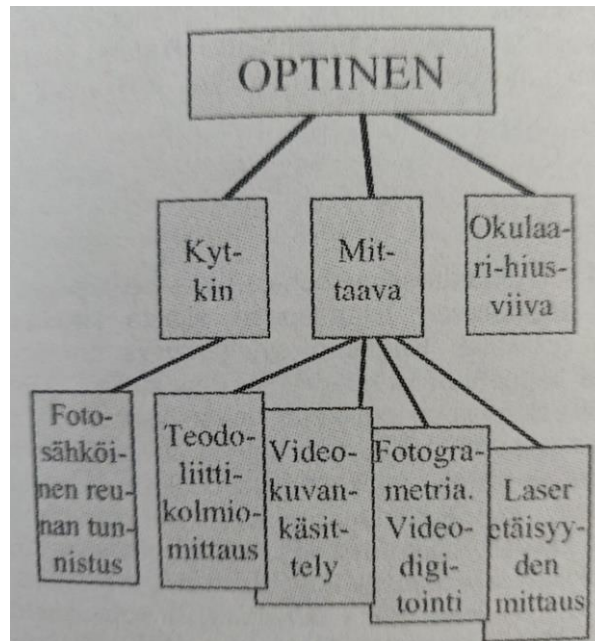 OPTINEN
Kyt-
kin
Mit-
taava
Okulaa-
ri-hius-
viiva
Foto-
sähköi-
nen reu-
nan tun-
nistus
Teodo-
liitti-
kolmio-
mittaus
Video-
kuvan-
käsit-
tely
Fotogra-
metria.
Video-
digi-
tointi
Laser
etäisyy-
den
mittaus